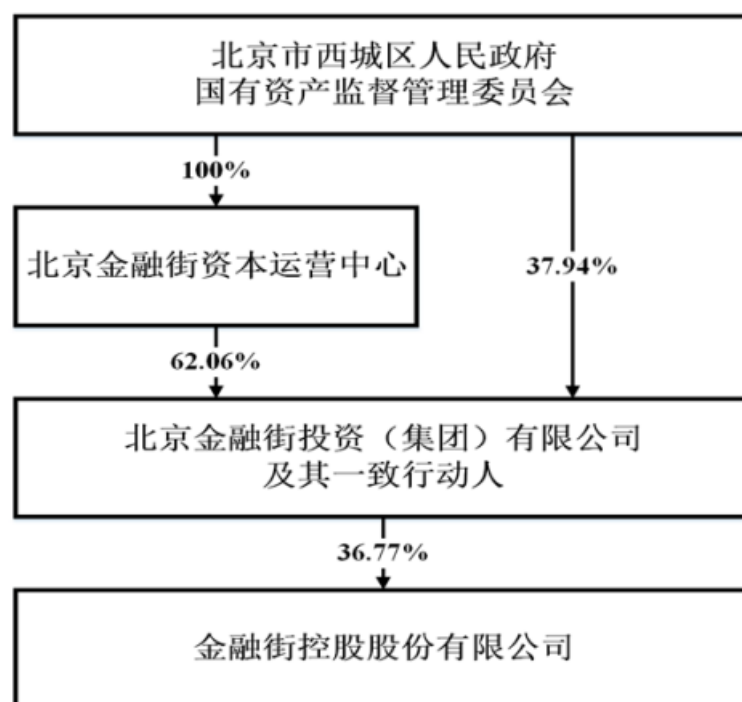 北京市西城区人民政府
国有资产监督管理委员会
100%
北京金融街资本运营中心
37.94%
62.06%
北京金融街投资（集团）有限公司
及其一致行动人
36.77%
金融街控股股份有限公司